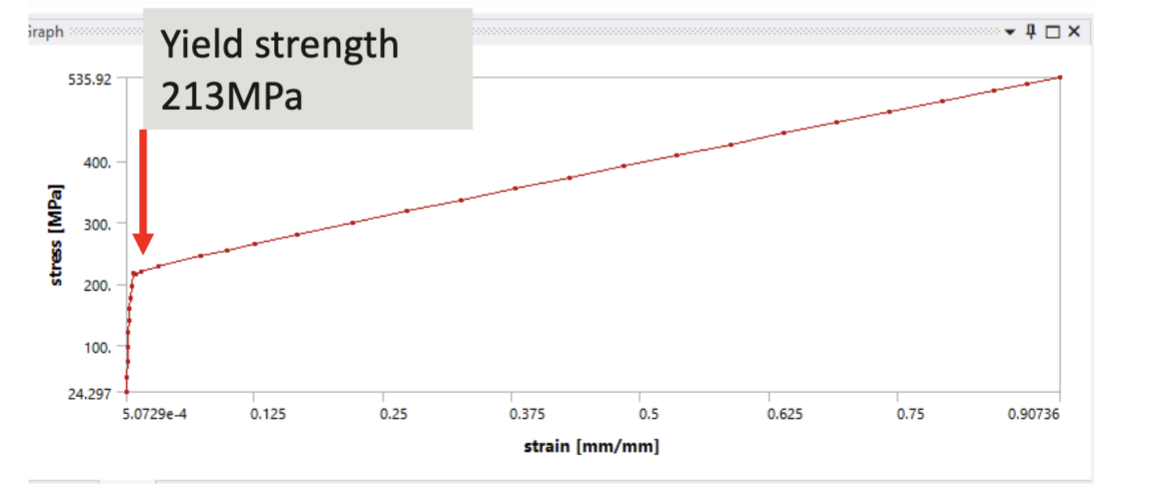 Graph
Yield strength
213MPa
535.92
400.
300.
200.
100.
24.297
stress [MPa]
5.0729e-4 0.125 0.25 0.375 0.5 0.625 0.75 0.90736
strain [mm/mm]